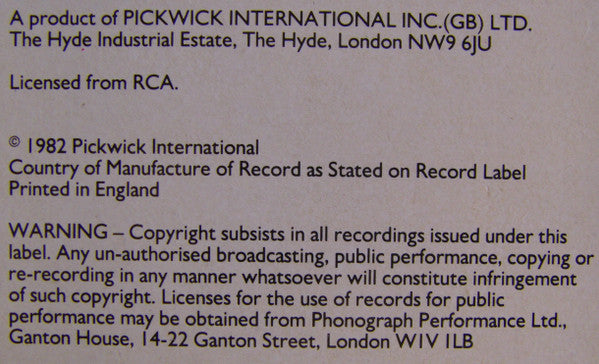 A product of PICKWICK INTERNATIONAL INC.(GB) LTD.
The Hyde Industrial Estate, The Hyde, London NW9 6JU
Licensed from RCA.
© 1982 Pickwick International
Country of Manufacture of Record as Stated on Record Label
Printed in England
WARNING – Copyright subsists in all recordings issued under this
label. Any un-authorised broadcasting, public performance, copying or
re-recording in any manner whatsoever will constitute infringement
of such copyright. Licenses for the use of records for public
performance may be obtained from Phonograph Performance Ltd.,
Ganton House, 14-22 Ganton Street, London W1V 1LB